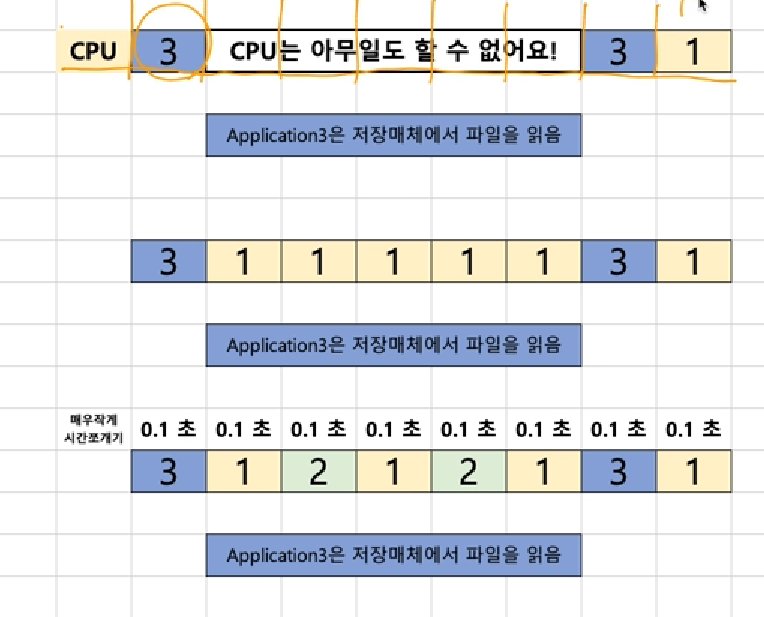 CPU 3 CPU는 아무일도 할 수 없어요! 3 1
Application3은 저장매체에서 파일을 읽음
3 1 1 1 1 1 3 1
Application3은 저장매체에서 파일을 읽음
매우작게
시간쪼개기
0.1 초 0.1 초 0.1 초 0.1 초 0.1 초 0.1 초 0.1 초 0.1 초
3 1 2 1 2 1 3 1
Application3은 저장매체에서 파일을 읽음